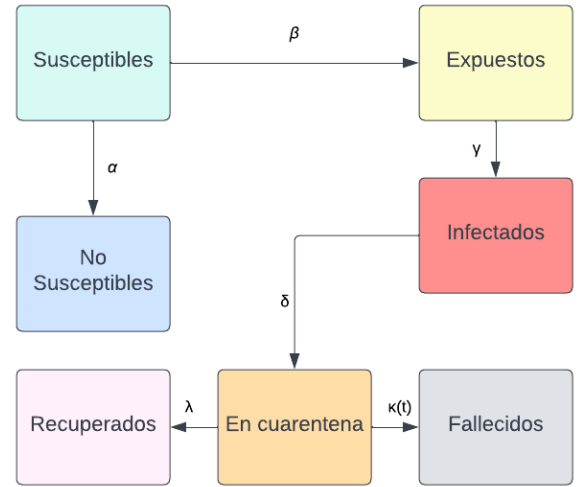 β
Susceptibles
Expuestos
γ
α
Infectados
No
Susceptibles
δ
λ
κ(t)
Recuperados
En cuarentena
Fallecidos